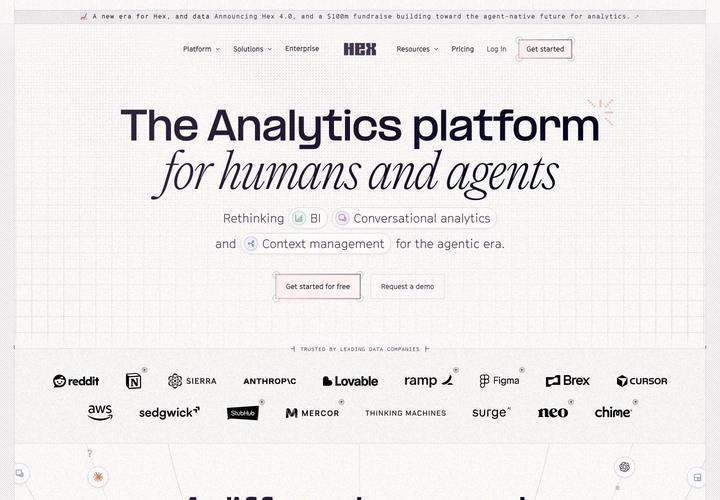 A new era for Hex, and data Announcing Hex 4.0, and a $100m fundraise building toward the agent-native future for analytics. ↗
Platform Solutions Enterprise HEX Resources Pricing Log in Get started
The Analytics platform
for humans and agents
Rethinking BI Conversational analytics
and Context management for the agentic era.
Get started for free Request a demo
TRUSTED BY LEADING DATA COMPANIES
reddit N SIERRA ANTHROP\C Lovable ramp Figma Brex CURSOR
aws sedgwick StubHub MERCOR THINKING MACHINES surge neo chime
?